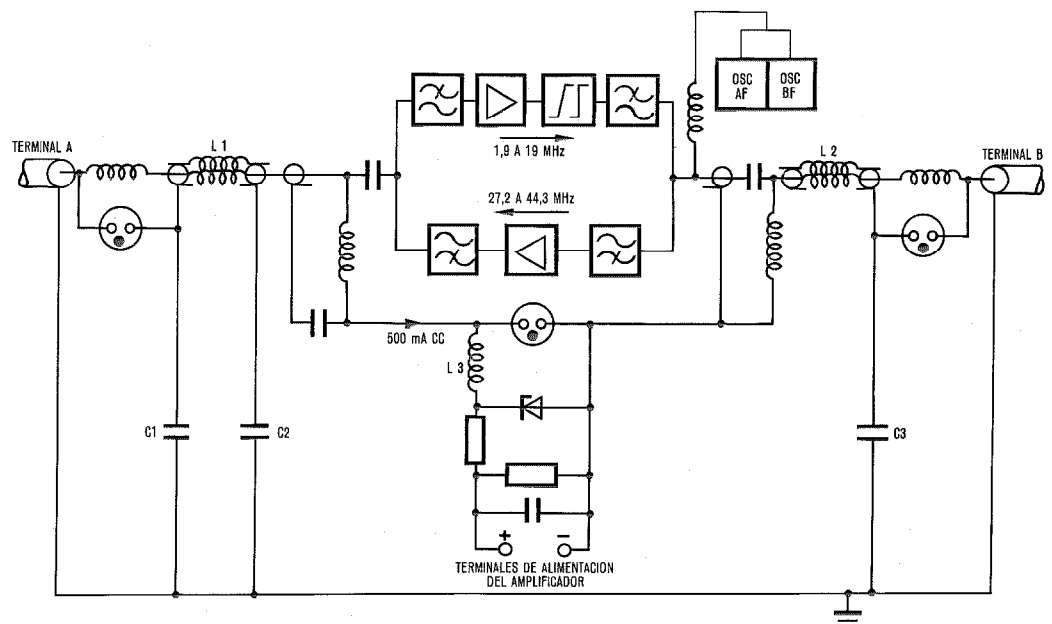 OSC
AF
OSC
BF
TERMINAL A
L 1
1,9 A 19 MHz
L 2
TERMINAL B
27,2 A 44,3 MHz
500 mA CC
L 3
C1
C2
C3
+
−
TERMINALES DE ALIMENTACION
DEL AMPLIFICADOR